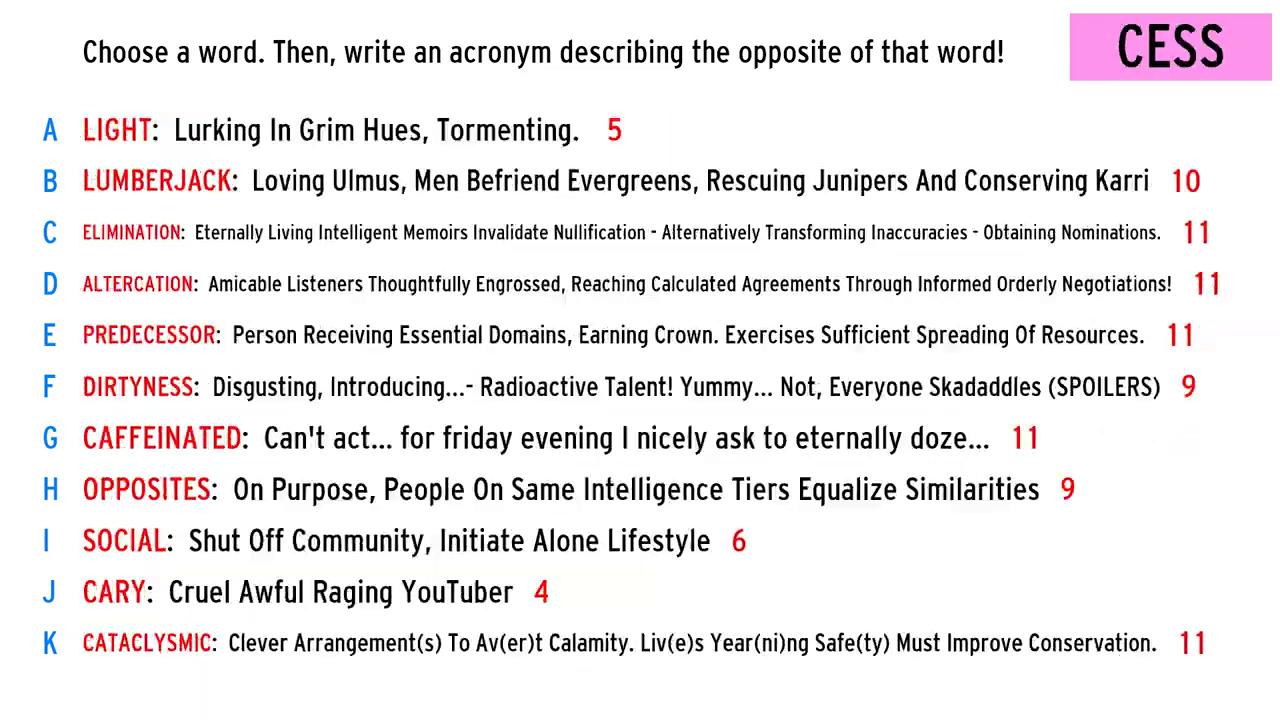 Choose a word. Then, write an acronym describing the opposite of that word!
CESS
A LIGHT: Lurking In Grim Hues, Tormenting. 5
B LUMBERJACK: Loving Ulmus, Men Befriend Evergreens, Rescuing Junipers And Conserving Karri 10
C ELIMINATION: Eternally Living Intelligent Memoirs Invalidate Nullification - Alternatively Transforming Inaccuracies - Obtaining Nominations. 11
D ALTERCATION: Amicable Listeners Thoughtfully Engrossed, Reaching Calculated Agreements Through Informed Orderly Negotiations! 11
E PREDECESSOR: Person Receiving Essential Domains, Earning Crown. Exercises Sufficient Spreading Of Resources. 11
F DIRTYNESS: Disgusting, Introducing...- Radioactive Talent! Yummy... Not, Everyone Skadaddles (SPOILERS) 9
G CAFFEINATED: Can't act... for friday evening I nicely ask to eternally doze... 11
H OPPOSITES: On Purpose, People On Same Intelligence Tiers Equalize Similarities 9
I SOCIAL: Shut Off Community, Initiate Alone Lifestyle 6
J CARY: Cruel Awful Raging YouTuber 4
K CATACLYSMIC: Clever Arrangement(s) To Av(er)t Calamity. Liv(e)s Year(ni)ng Safe(ty) Must Improve Conservation. 11